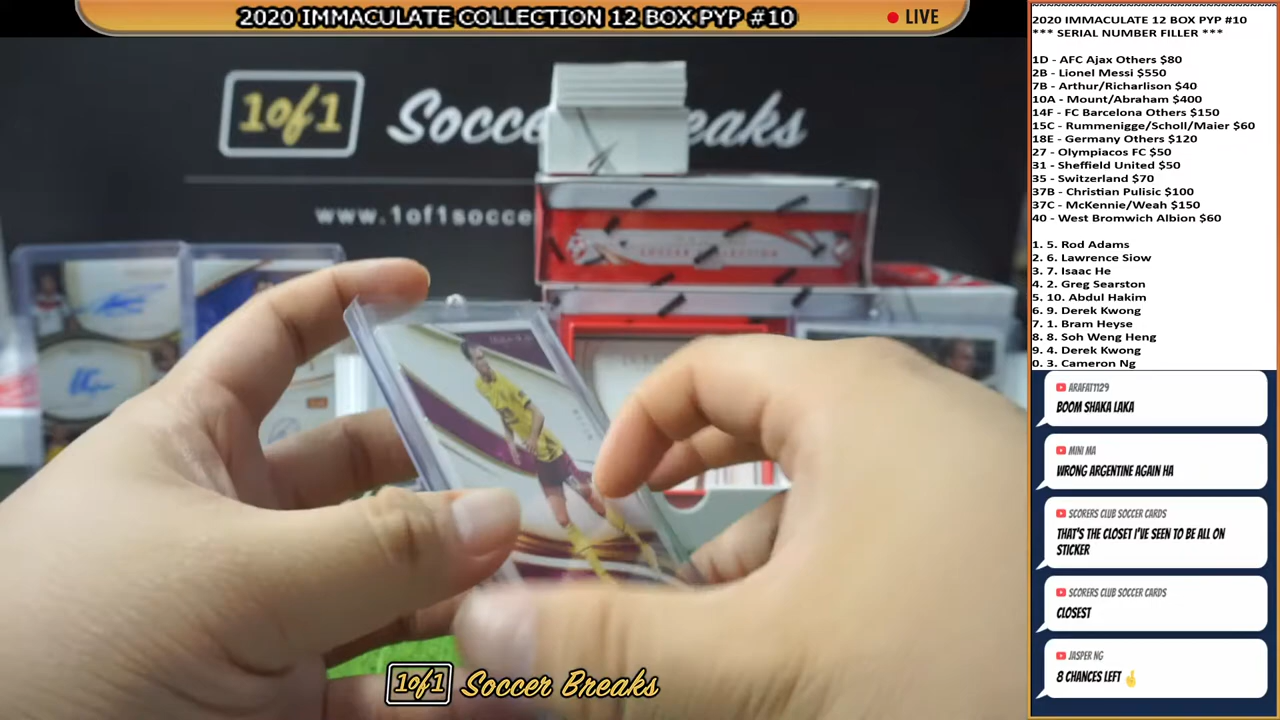 2020 IMMACULATE COLLECTION 12 BOX PYP #10
LIVE
1of1 Soccer Breaks
www.1of1socce
SOCCER COLLECTION
1of1 Soccer Breaks
2020 IMMACULATE 12 BOX PYP #10
*** SERIAL NUMBER FILLER ***
1D - AFC Ajax Others $80
2B - Lionel Messi $550
7B - Arthur/Richarlison $40
10A - Mount/Abraham $400
14F - FC Barcelona Others $150
15C - Rummenigge/Scholl/Maier $60
18E - Germany Others $120
27 - Olympiacos FC $50
31 - Sheffield United $50
35 - Switzerland $70
37B - Christian Pulisic $100
37C - McKennie/Weah $150
40 - West Bromwich Albion $60
1. 5. Rod Adams
2. 6. Lawrence Siow
3. 7. Isaac He
4. 2. Greg Searston
5. 10. Abdul Hakim
6. 9. Derek Kwong
7. 1. Bram Heyse
8. 8. Soh Weng Heng
9. 4. Derek Kwong
0. 3. Cameron Ng
ARAFAT1129
BOOM SHAKA LAKA
MINI MA
WRONG ARGENTINE AGAIN HA
SCORERS CLUB SOCCER CARDS
THAT'S THE CLOSET I'VE SEEN TO BE ALL ON
STICKER
SCORERS CLUB SOCCER CARDS
CLOSEST
JASPER NG
8 CHANCES LEFT 🤞